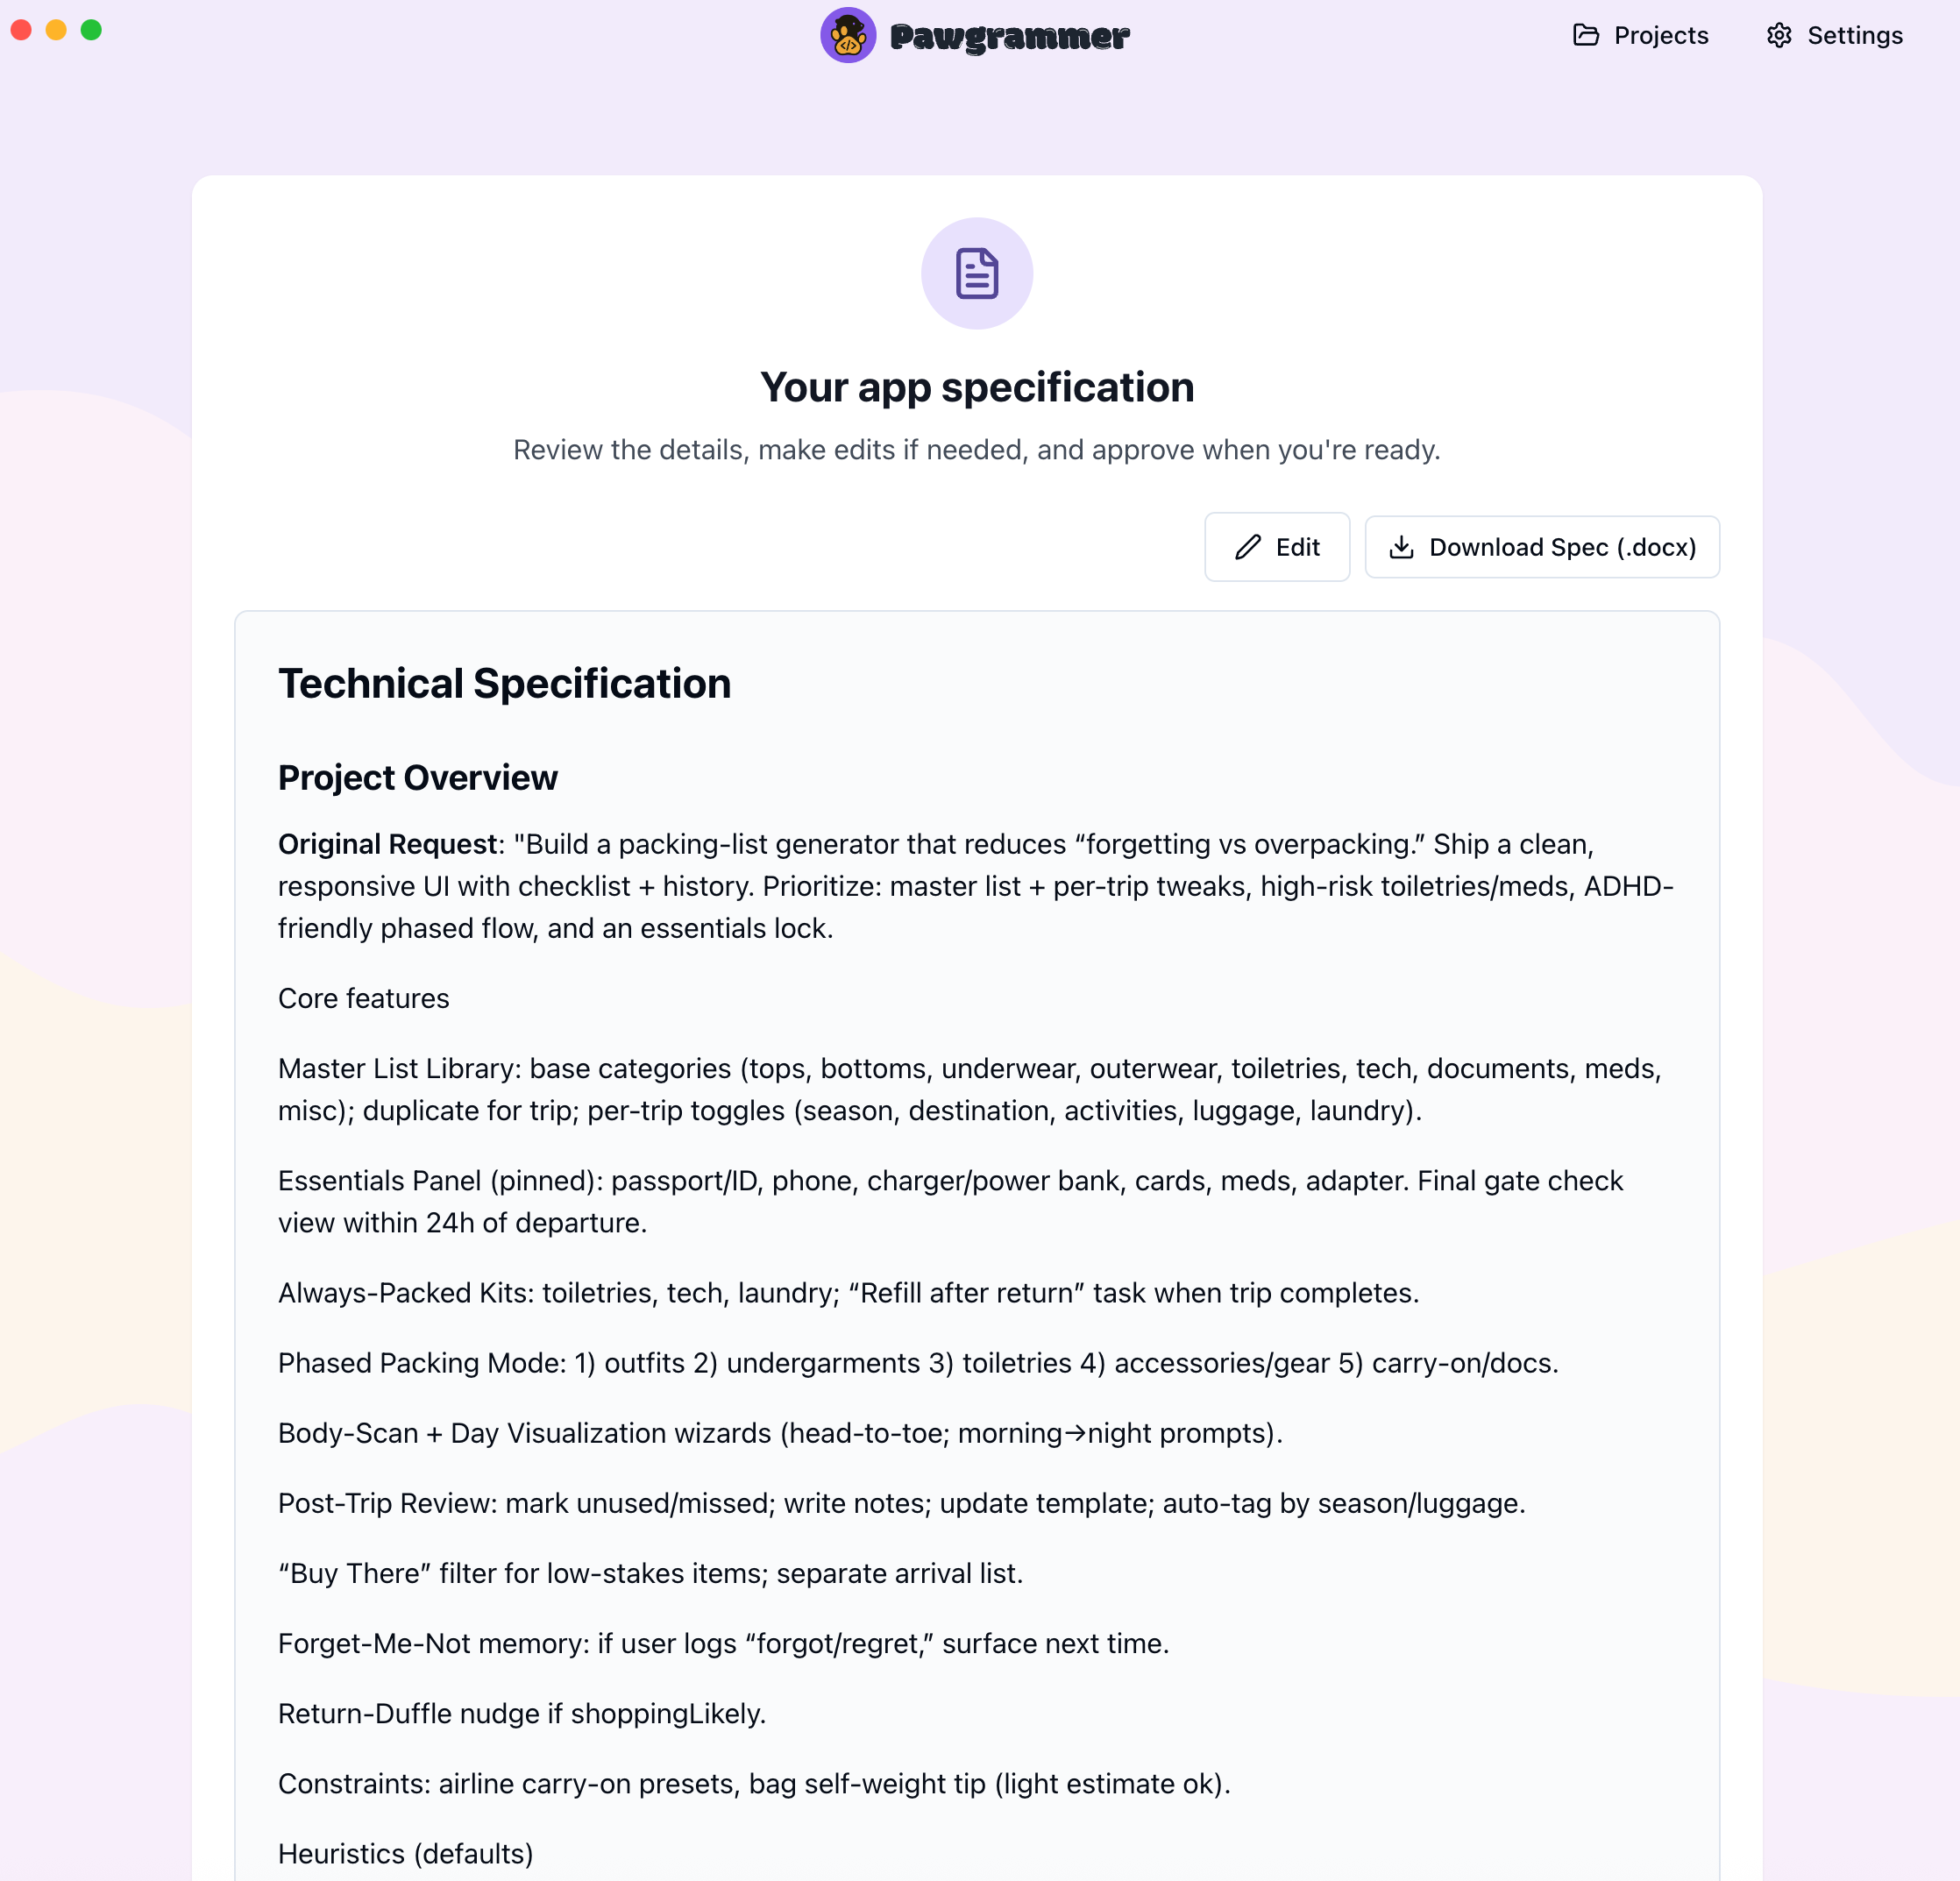 Pawgrammer
Projects
Settings
Your app specification
Review the details, make edits if needed, and approve when you're ready.
Edit
Download Spec (.docx)
Technical Specification
Project Overview
Original Request: "Build a packing-list generator that reduces “forgetting vs overpacking.” Ship a clean,
responsive UI with checklist + history. Prioritize: master list + per-trip tweaks, high-risk toiletries/meds, ADHD-
friendly phased flow, and an essentials lock.
Core features
Master List Library: base categories (tops, bottoms, underwear, outerwear, toiletries, tech, documents, meds,
misc); duplicate for trip; per-trip toggles (season, destination, activities, luggage, laundry).
Essentials Panel (pinned): passport/ID, phone, charger/power bank, cards, meds, adapter. Final gate check
view within 24h of departure.
Always-Packed Kits: toiletries, tech, laundry; “Refill after return” task when trip completes.
Phased Packing Mode: 1) outfits 2) undergarments 3) toiletries 4) accessories/gear 5) carry-on/docs.
Body-Scan + Day Visualization wizards (head-to-toe; morning→night prompts).
Post-Trip Review: mark unused/missed; write notes; update template; auto-tag by season/luggage.
“Buy There” filter for low-stakes items; separate arrival list.
Forget-Me-Not memory: if user logs “forgot/regret,” surface next time.
Return-Duffle nudge if shoppingLikely.
Constraints: airline carry-on presets, bag self-weight tip (light estimate ok).
Heuristics (defaults)